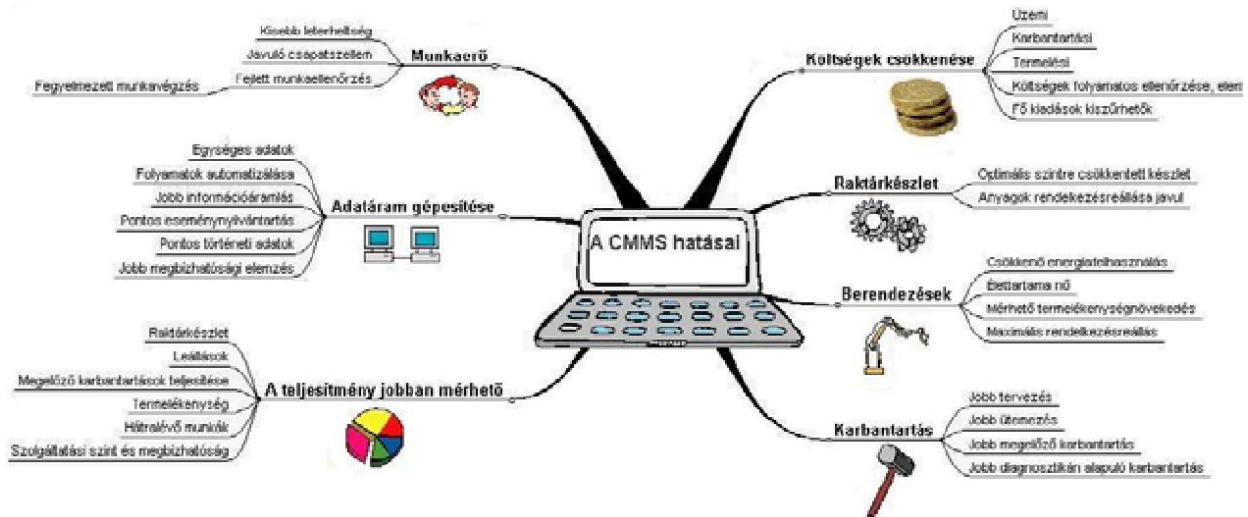 A CMMS hatásai
Munkaerő
Kisebb leterheltség
Javuló csapatszellem
Fejlett munkaellenőrzés
Fegyelmezett munkavégzés
Adatáram gépesítése
Egységes adatok
Folyamatok automatizálása
Jobb információáramlás
Pontos eseménynyilvántartás
Pontos történeti adatok
Jobb megbízhatósági elemzés
A teljesítmény jobban mérhető
Raktárkészlet
Leállások
Megelőző karbantartások teljesítése
Termelékenység
Hátralévő munkák
Szolgáltatási szint és megbízhatóság
Költségek csökkenése
Üzemi
Karbantartási
Termelési
Költségek folyamatos ellenőrzése, elem
Fő kiadások kiszűrhetők
Raktárkészlet
Optimális szintre csökkentett készlet
Anyagok rendekezésreállása javul
Berendezések
Csökkenő energiafelhasználás
Élettartama nő
Mérhető termelékenységnövekedés
Maximális rendelkezésreállás
Karbantartás
Jobb tervezés
Jobb ütemezés
Jobb megelőző karbantartás
Jobb diagnosztikán alapuló karbantartás